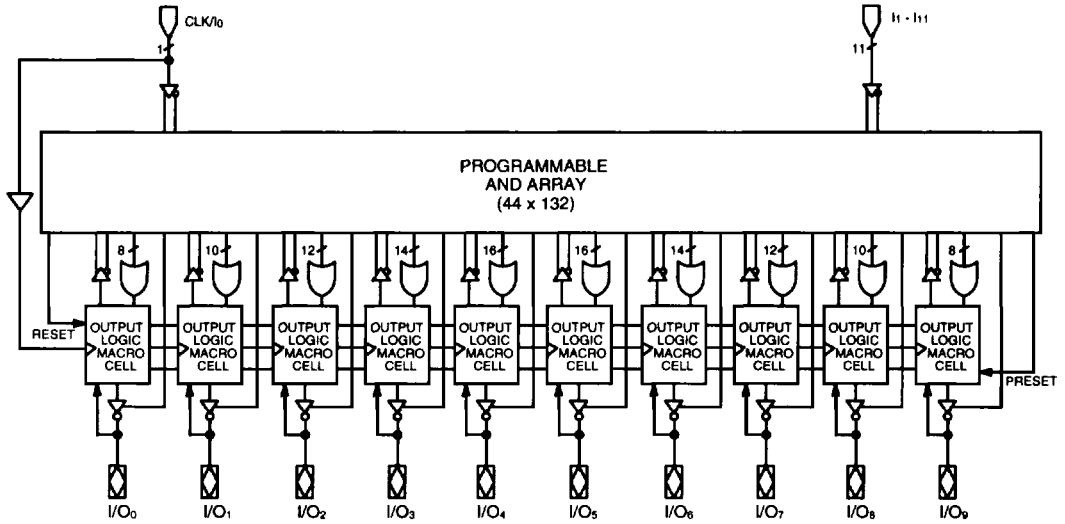 CLK/I0
I1 - I11
1
11
PROGRAMMABLE
AND ARRAY
(44 x 132)
8 10 12 14 16 16 14 12 10 8
RESET
OUTPUT LOGIC MACRO CELL
OUTPUT LOGIC MACRO CELL
OUTPUT LOGIC MACRO CELL
OUTPUT LOGIC MACRO CELL
OUTPUT LOGIC MACRO CELL
OUTPUT LOGIC MACRO CELL
OUTPUT LOGIC MACRO CELL
OUTPUT LOGIC MACRO CELL
OUTPUT LOGIC MACRO CELL
OUTPUT LOGIC MACRO CELL
PRESET
I/O0 I/O1 I/O2 I/O3 I/O4 I/O5 I/O6 I/O7 I/O8 I/O9